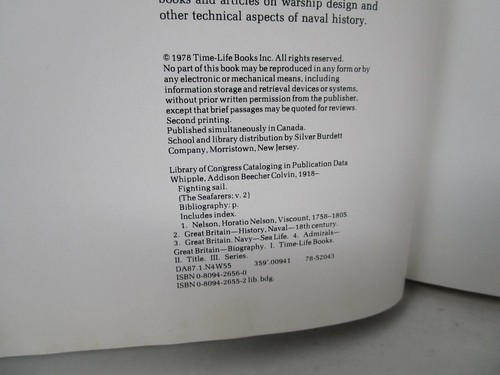 books and articles on warship design and
other technical aspects of naval history.
© 1978 Time-Life Books Inc. All rights reserved.
No part of this book may be reproduced in any form or by
any electronic or mechanical means, including
information storage and retrieval devices or systems,
without prior written permission from the publisher,
except that brief passages may be quoted for reviews.
Second printing.
Published simultaneously in Canada.
School and library distribution by Silver Burdett
Company, Morristown, New Jersey.
Library of Congress Cataloging in Publication Data
Whipple, Addison Beecher Colvin, 1918–
Fighting sail.
(The Seafarers; v. 2)
Bibliography: p.
Includes index.
1. Nelson, Horatio Nelson, Viscount, 1758–1805.
2. Great Britain—History, Naval—18th century.
3. Great Britain. Navy—Sea Life. 4. Admirals—
Great Britain—Biography. I. Time-Life Books.
II. Title. III. Series.
DA87.1.N4W55 359′.00941 78-52043
ISBN 0-8094-2656-0
ISBN 0-8094-2655-2 lib. bdg.